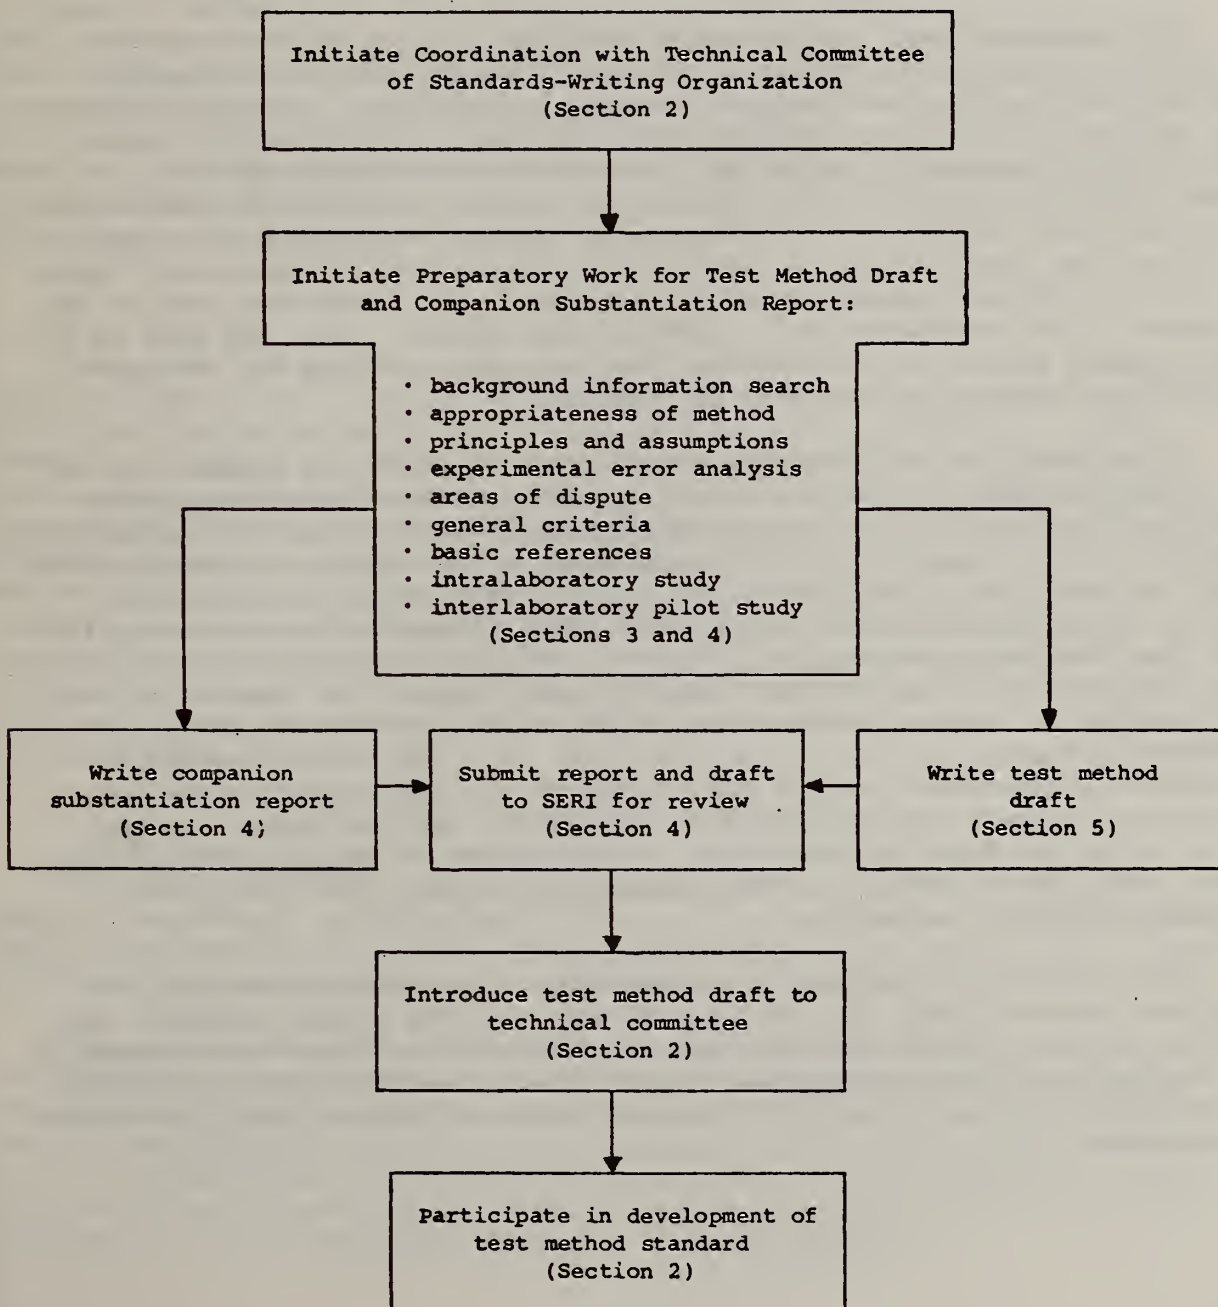 Initiate Coordination with Technical Committee
of Standards-Writing Organization
(Section 2)
Initiate Preparatory Work for Test Method Draft
and Companion Substantiation Report:
• background information search
• appropriateness of method
• principles and assumptions
• experimental error analysis
• areas of dispute
• general criteria
• basic references
• intralaboratory study
• interlaboratory pilot study
(Sections 3 and 4)
Write companion
substantiation report
(Section 4)
Submit report and draft
to SERI for review
(Section 4)
Write test method
draft
(Section 5)
Introduce test method draft to
technical committee
(Section 2)
Participate in development of
test method standard
(Section 2)